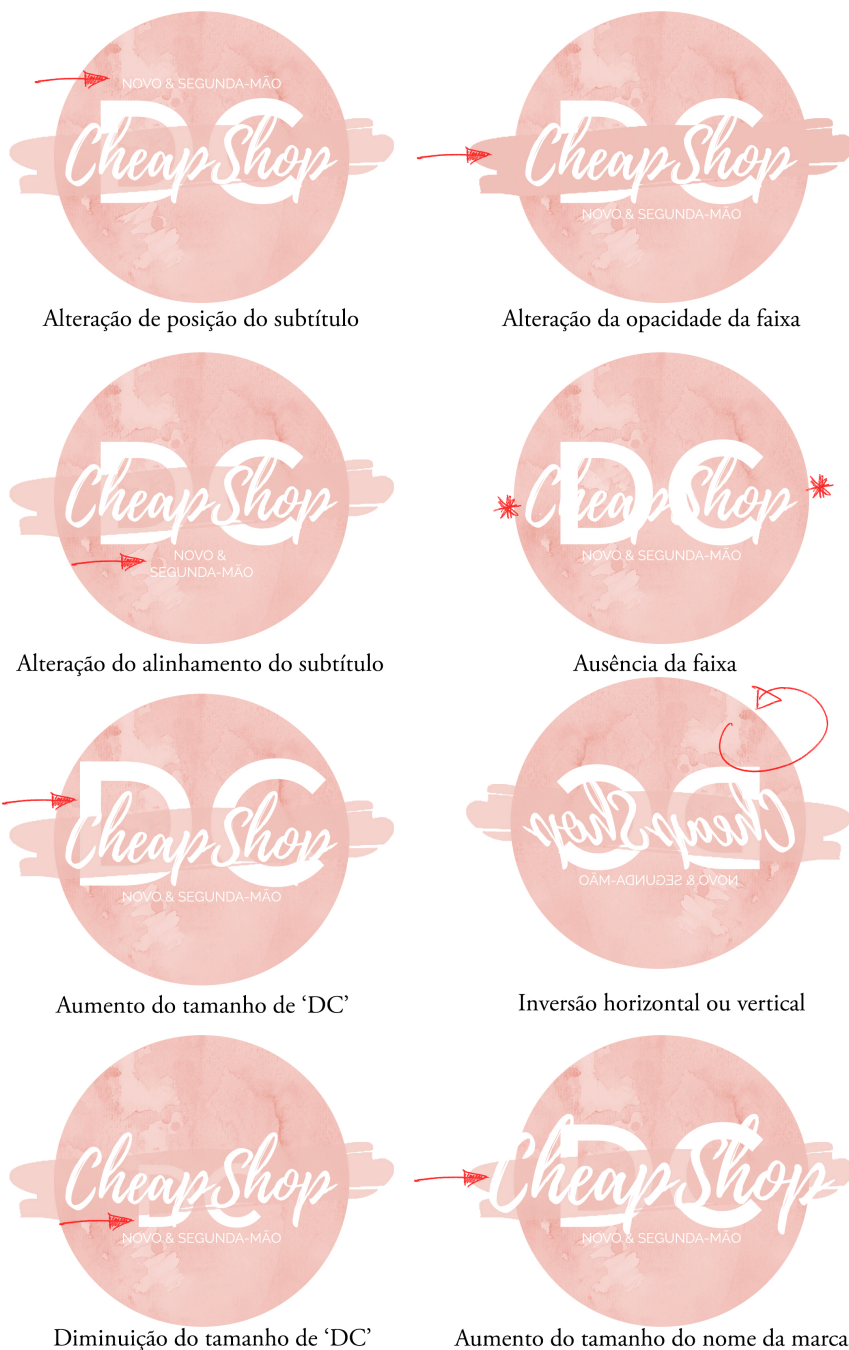 NOVO & SEGUNDA-MÃO
DC
CheapShop
Alteração de posição do subtítulo
DC
CheapShop
NOVO & SEGUNDA-MÃO
Alteração da opacidade da faixa
DC
CheapShop
NOVO &
SEGUNDA-MÃO
Alteração do alinhamento do subtítulo
DC
CheapShop
NOVO & SEGUNDA-MÃO
Ausência da faixa
DC
CheapShop
NOVO & SEGUNDA-MÃO
Aumento do tamanho de ‘DC’
DC
CheapShop
NOVO & SEGUNDA-MÃO
Inversão horizontal ou vertical
CheapShop
DC
NOVO & SEGUNDA-MÃO
Diminuição do tamanho de ‘DC’
DC
CheapShop
NOVO & SEGUNDA-MÃO
Aumento do tamanho do nome da marca